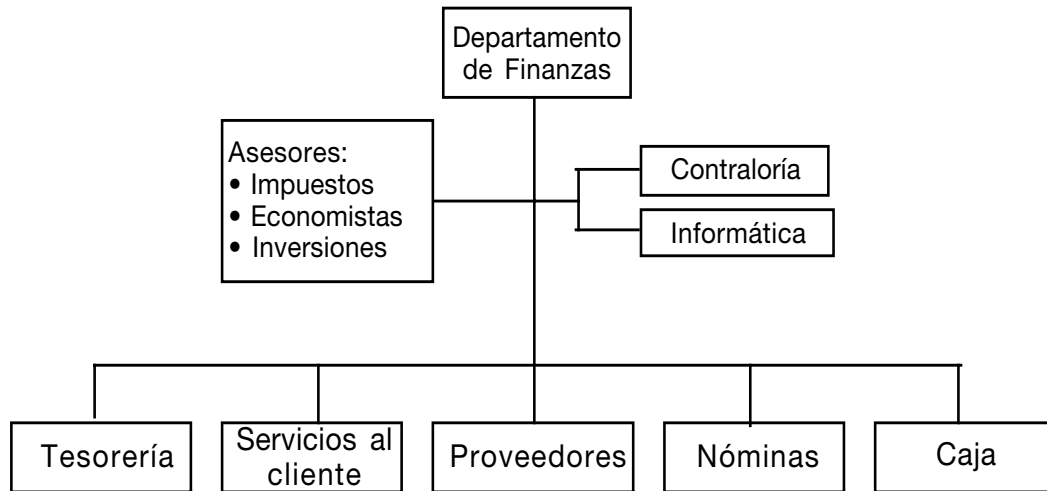 Departamento
de Finanzas
Asesores:
• Impuestos
• Economistas
• Inversiones
Contraloría
Informática
Tesorería
Servicios al
cliente
Proveedores
Nóminas
Caja